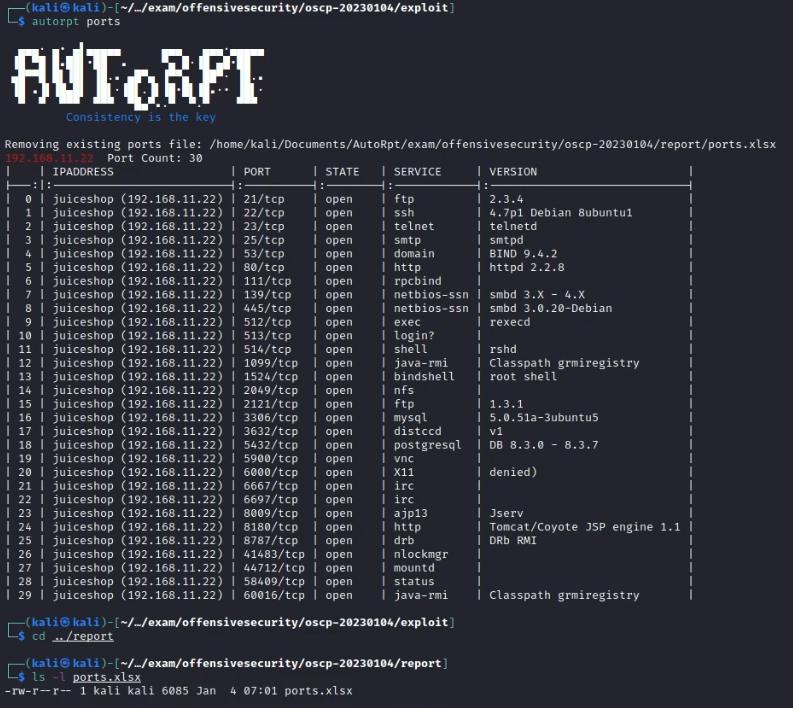 ┌──(kali㉿kali)-[~/…/exam/offensivesecurity/oscp-20230104/exploit]
└─$ autorpt ports
AutoRPT
Consistency is the key
Removing existing ports file: /home/kali/Documents/AutoRpt/exam/offensivesecurity/oscp-20230104/report/ports.xlsx
192.168.11.22  Port Count: 30
|    | IPADDRESS                 | PORT      | STATE   | SERVICE     | VERSION                    |
|---:|:--------------------------|:----------|:--------|:------------|:---------------------------|
|  0 | juiceshop (192.168.11.22) | 21/tcp    | open    | ftp         | 2.3.4                      |
|  1 | juiceshop (192.168.11.22) | 22/tcp    | open    | ssh         | 4.7p1 Debian 8ubuntu1      |
|  2 | juiceshop (192.168.11.22) | 23/tcp    | open    | telnet      | telnetd                    |
|  3 | juiceshop (192.168.11.22) | 25/tcp    | open    | smtp        | smtpd                      |
|  4 | juiceshop (192.168.11.22) | 53/tcp    | open    | domain      | BIND 9.4.2                 |
|  5 | juiceshop (192.168.11.22) | 80/tcp    | open    | http        | httpd 2.2.8                |
|  6 | juiceshop (192.168.11.22) | 111/tcp   | open    | rpcbind     |                            |
|  7 | juiceshop (192.168.11.22) | 139/tcp   | open    | netbios-ssn | smbd 3.X - 4.X             |
|  8 | juiceshop (192.168.11.22) | 445/tcp   | open    | netbios-ssn | smbd 3.0.20-Debian         |
|  9 | juiceshop (192.168.11.22) | 512/tcp   | open    | exec        | rexecd                     |
| 10 | juiceshop (192.168.11.22) | 513/tcp   | open    | login?      |                            |
| 11 | juiceshop (192.168.11.22) | 514/tcp   | open    | shell       | rshd                       |
| 12 | juiceshop (192.168.11.22) | 1099/tcp  | open    | java-rmi    | Classpath grmiregistry     |
| 13 | juiceshop (192.168.11.22) | 1524/tcp  | open    | bindshell   | root shell                 |
| 14 | juiceshop (192.168.11.22) | 2049/tcp  | open    | nfs         |                            |
| 15 | juiceshop (192.168.11.22) | 2121/tcp  | open    | ftp         | 1.3.1                      |
| 16 | juiceshop (192.168.11.22) | 3306/tcp  | open    | mysql       | 5.0.51a-3ubuntu5           |
| 17 | juiceshop (192.168.11.22) | 3632/tcp  | open    | distccd     | v1                         |
| 18 | juiceshop (192.168.11.22) | 5432/tcp  | open    | postgresql  | DB 8.3.0 - 8.3.7           |
| 19 | juiceshop (192.168.11.22) | 5900/tcp  | open    | vnc         |                            |
| 20 | juiceshop (192.168.11.22) | 6000/tcp  | open    | X11         | denied)                    |
| 21 | juiceshop (192.168.11.22) | 6667/tcp  | open    | irc         |                            |
| 22 | juiceshop (192.168.11.22) | 6697/tcp  | open    | irc         |                            |
| 23 | juiceshop (192.168.11.22) | 8009/tcp  | open    | ajp13       | Jserv                      |
| 24 | juiceshop (192.168.11.22) | 8180/tcp  | open    | http        | Tomcat/Coyote JSP engine 1.1 |
| 25 | juiceshop (192.168.11.22) | 8787/tcp  | open    | drb         | DRb RMI                    |
| 26 | juiceshop (192.168.11.22) | 41483/tcp | open    | nlockmgr    |                            |
| 27 | juiceshop (192.168.11.22) | 44712/tcp | open    | mountd      |                            |
| 28 | juiceshop (192.168.11.22) | 58409/tcp | open    | status      |                            |
| 29 | juiceshop (192.168.11.22) | 60016/tcp | open    | java-rmi    | Classpath grmiregistry     |
┌──(kali㉿kali)-[~/…/exam/offensivesecurity/oscp-20230104/exploit]
└─$ cd ../report
┌──(kali㉿kali)-[~/…/exam/offensivesecurity/oscp-20230104/report]
└─$ ls -l ports.xlsx
-rw-r--r-- 1 kali kali 6085 Jan  4 07:01 ports.xlsx